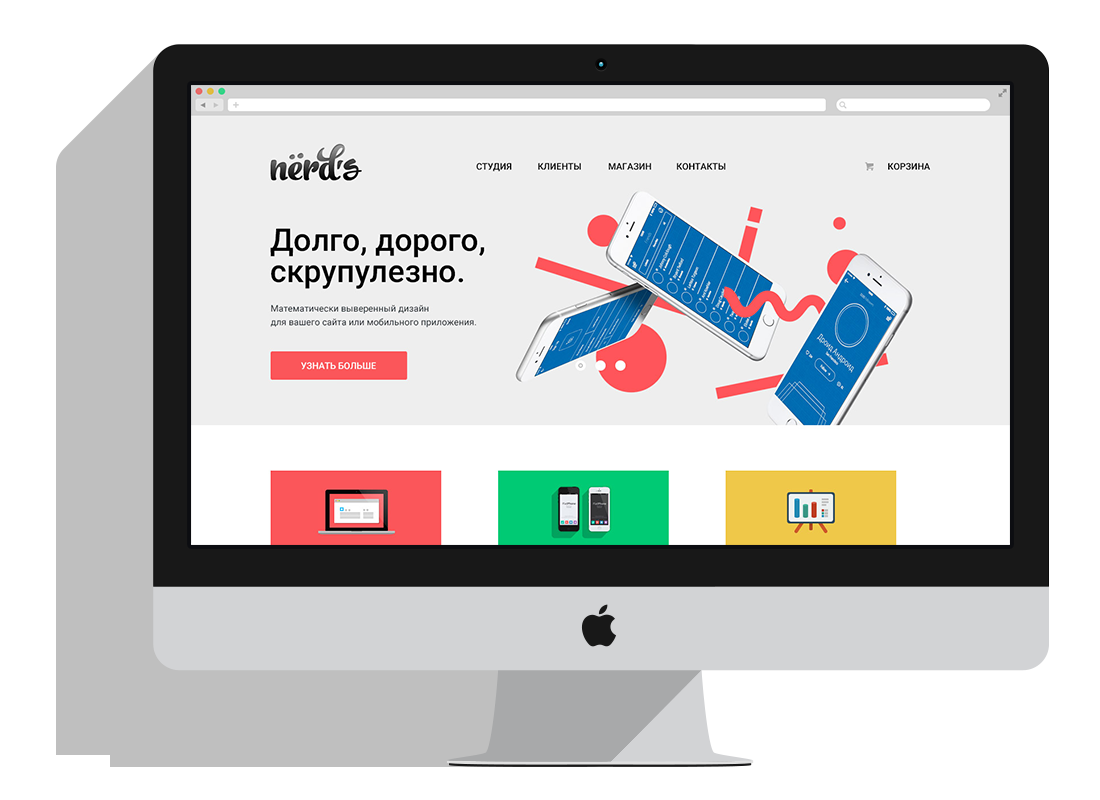 nёrd's
СТУДИЯ КЛИЕНТЫ МАГАЗИН КОНТАКТЫ КОРЗИНА
Долго, дорого,
скрупулезно.
Математически выверенный дизайн
для вашего сайта или мобильного приложения.
УЗНАТЬ БОЛЬШЕ
Дроид Андроид